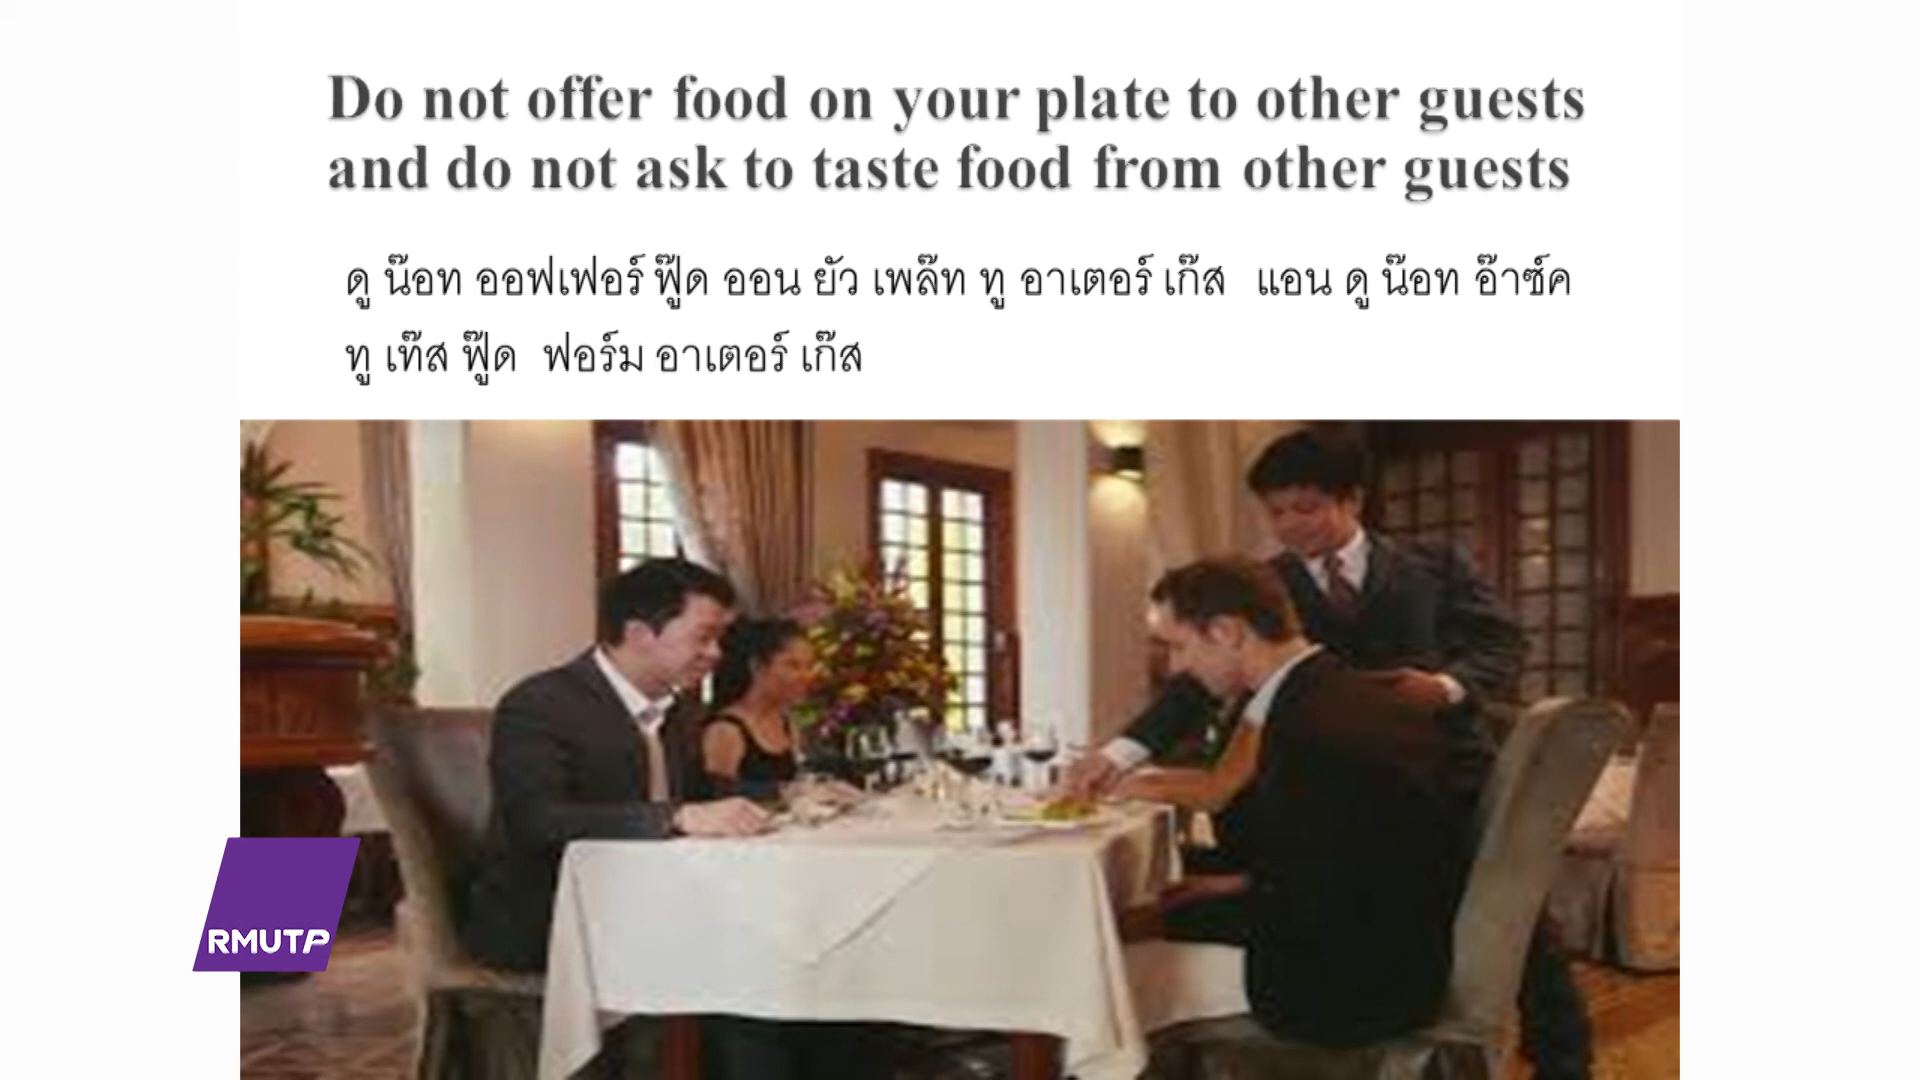 Do not offer food on your plate to other guests
and do not ask to taste food from other guests
ดู น๊อท ออฟเฟอร์ ฟู๊ด ออน ยัว เพล๊ท ทู อาเตอร์ เก๊ส แอน ดู น๊อท อ๊าซ์ค
ทู เท๊ส ฟู๊ด ฟอร์ม อาเตอร์ เก๊ส
RMUTP